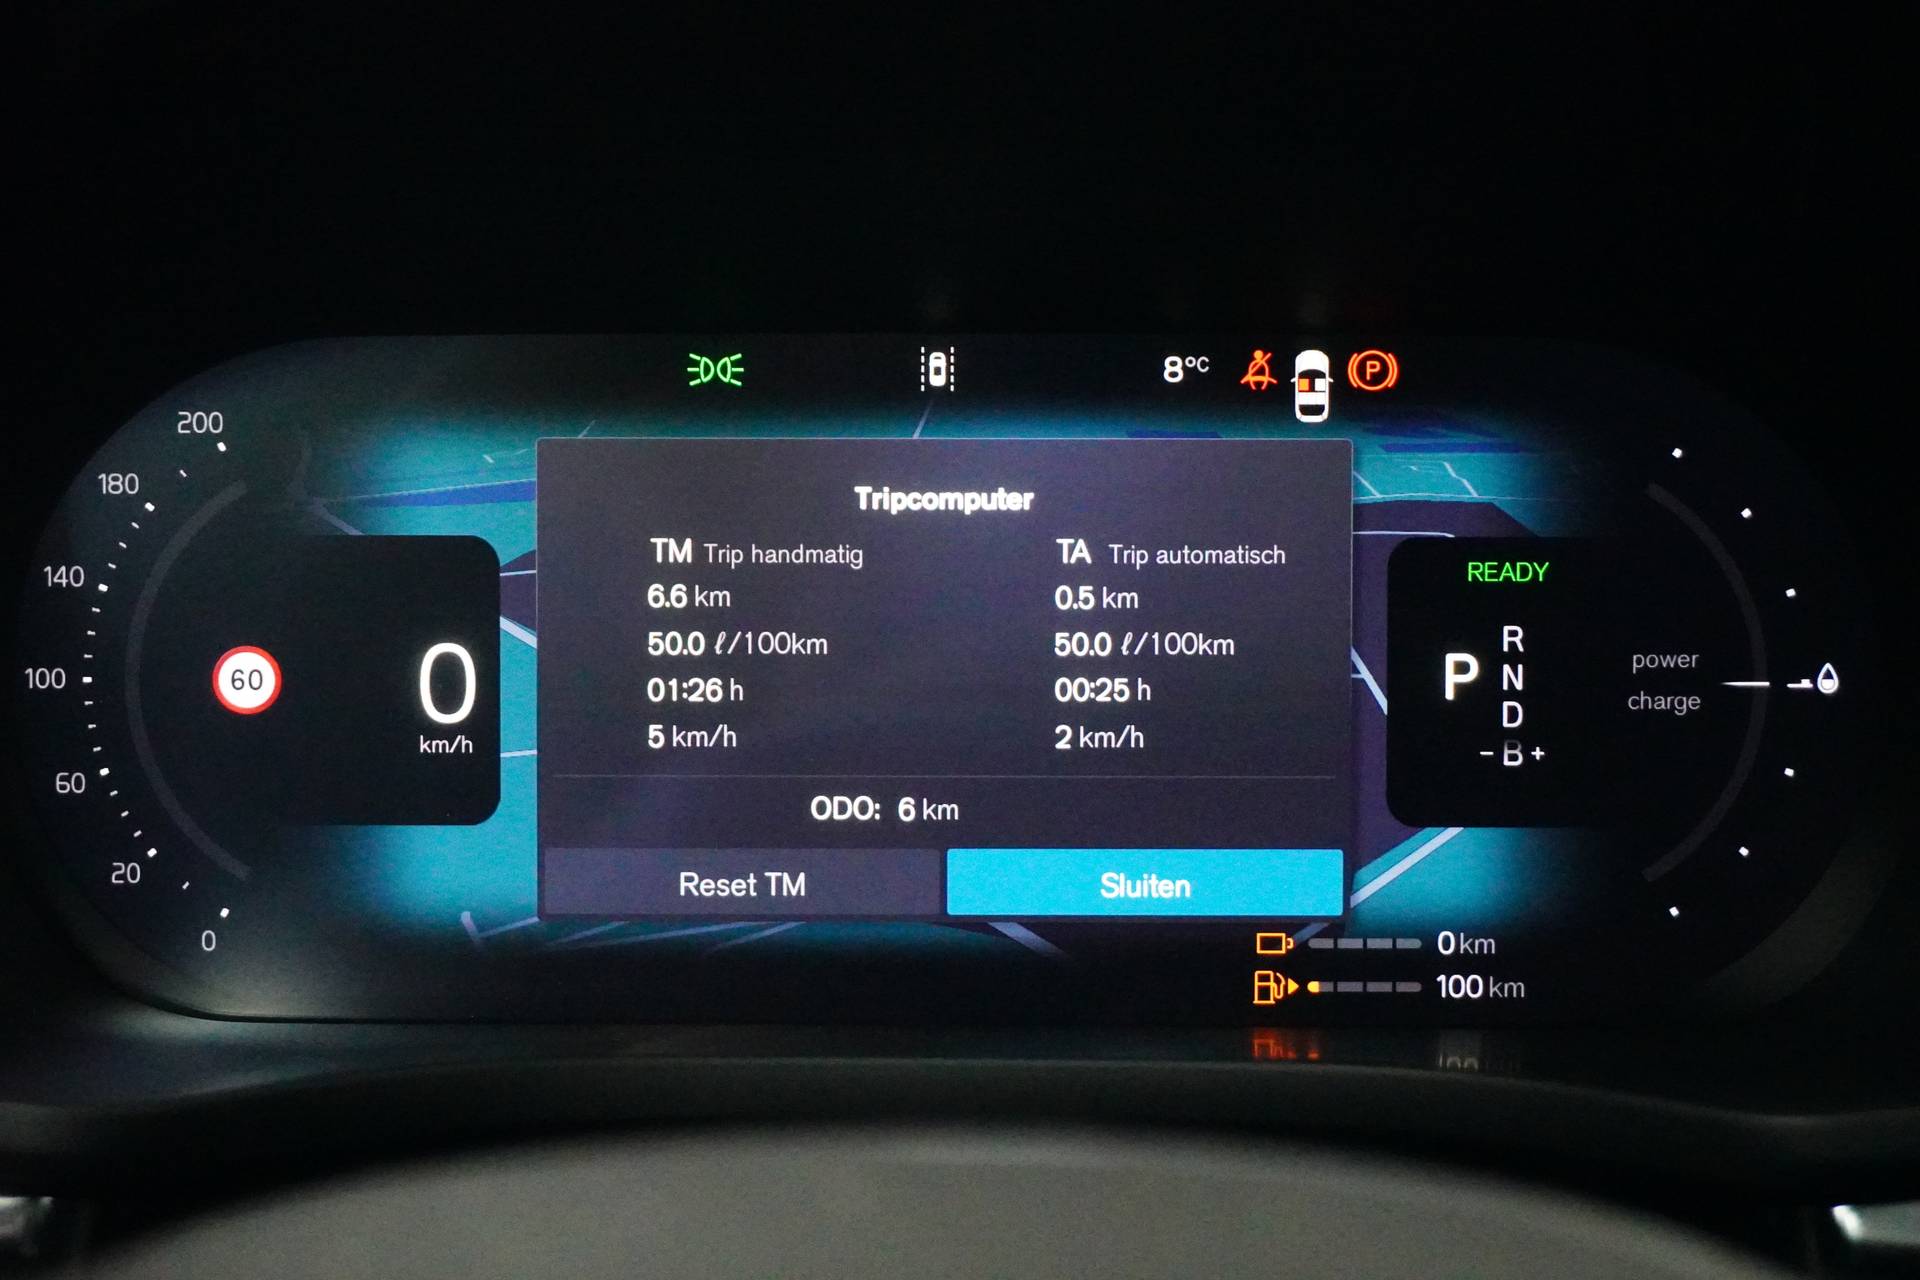 8°C
P
200
180
140
100
60
20
0
60
0
km/h
Tripcomputer
TM Trip handmatig
6.6 km
50.0 ℓ/100km
01:26 h
5 km/h
TA Trip automatisch
0.5 km
50.0 ℓ/100km
00:25 h
2 km/h
ODO: 6 km
Reset TM
Sluiten
READY
P
R
N
D
- B +
power
charge
0 km
100 km